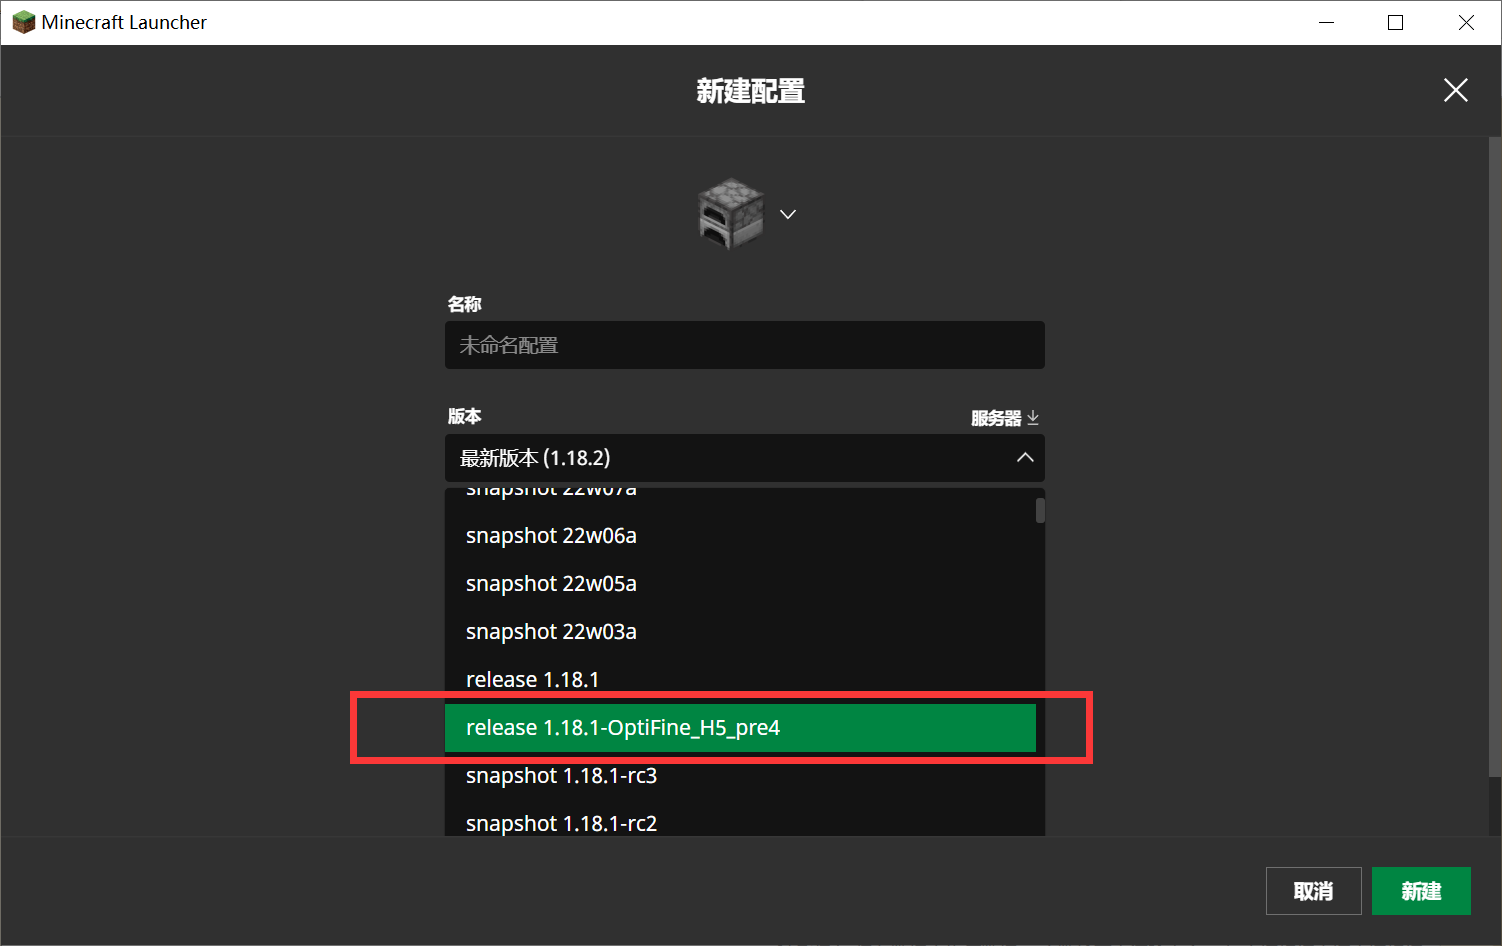 Minecraft Launcher
新建配置
名称
未命名配置
版本
服务器
最新版本 (1.18.2)
snapshot 22w07a
snapshot 22w06a
snapshot 22w05a
snapshot 22w03a
release 1.18.1
release 1.18.1-OptiFine_H5_pre4
snapshot 1.18.1-rc3
snapshot 1.18.1-rc2
取消
新建